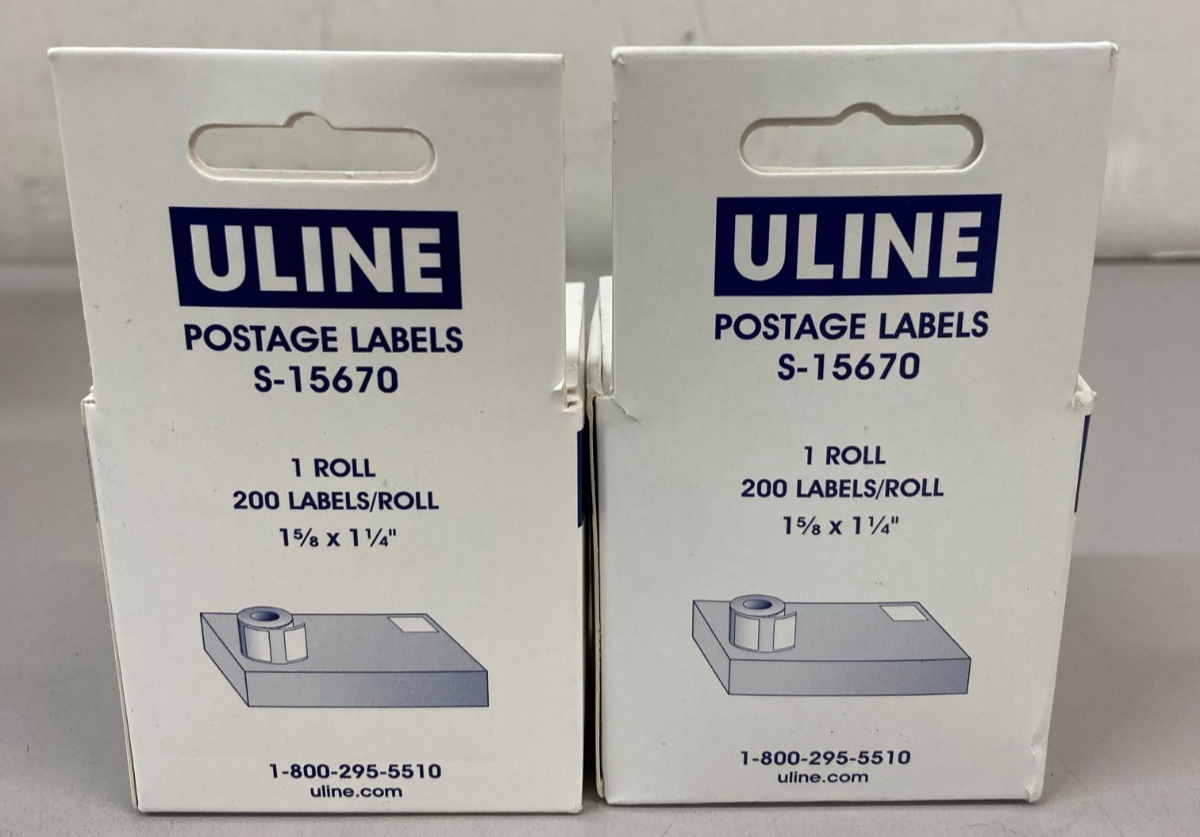 ULINE
POSTAGE LABELS
S-15670
1 ROLL
200 LABELS/ROLL
1⅝ x 1¼"
1-800-295-5510
uline.com
ULINE
POSTAGE LABELS
S-15670
1 ROLL
200 LABELS/ROLL
1⅝ x 1¼"
1-800-295-5510
uline.com